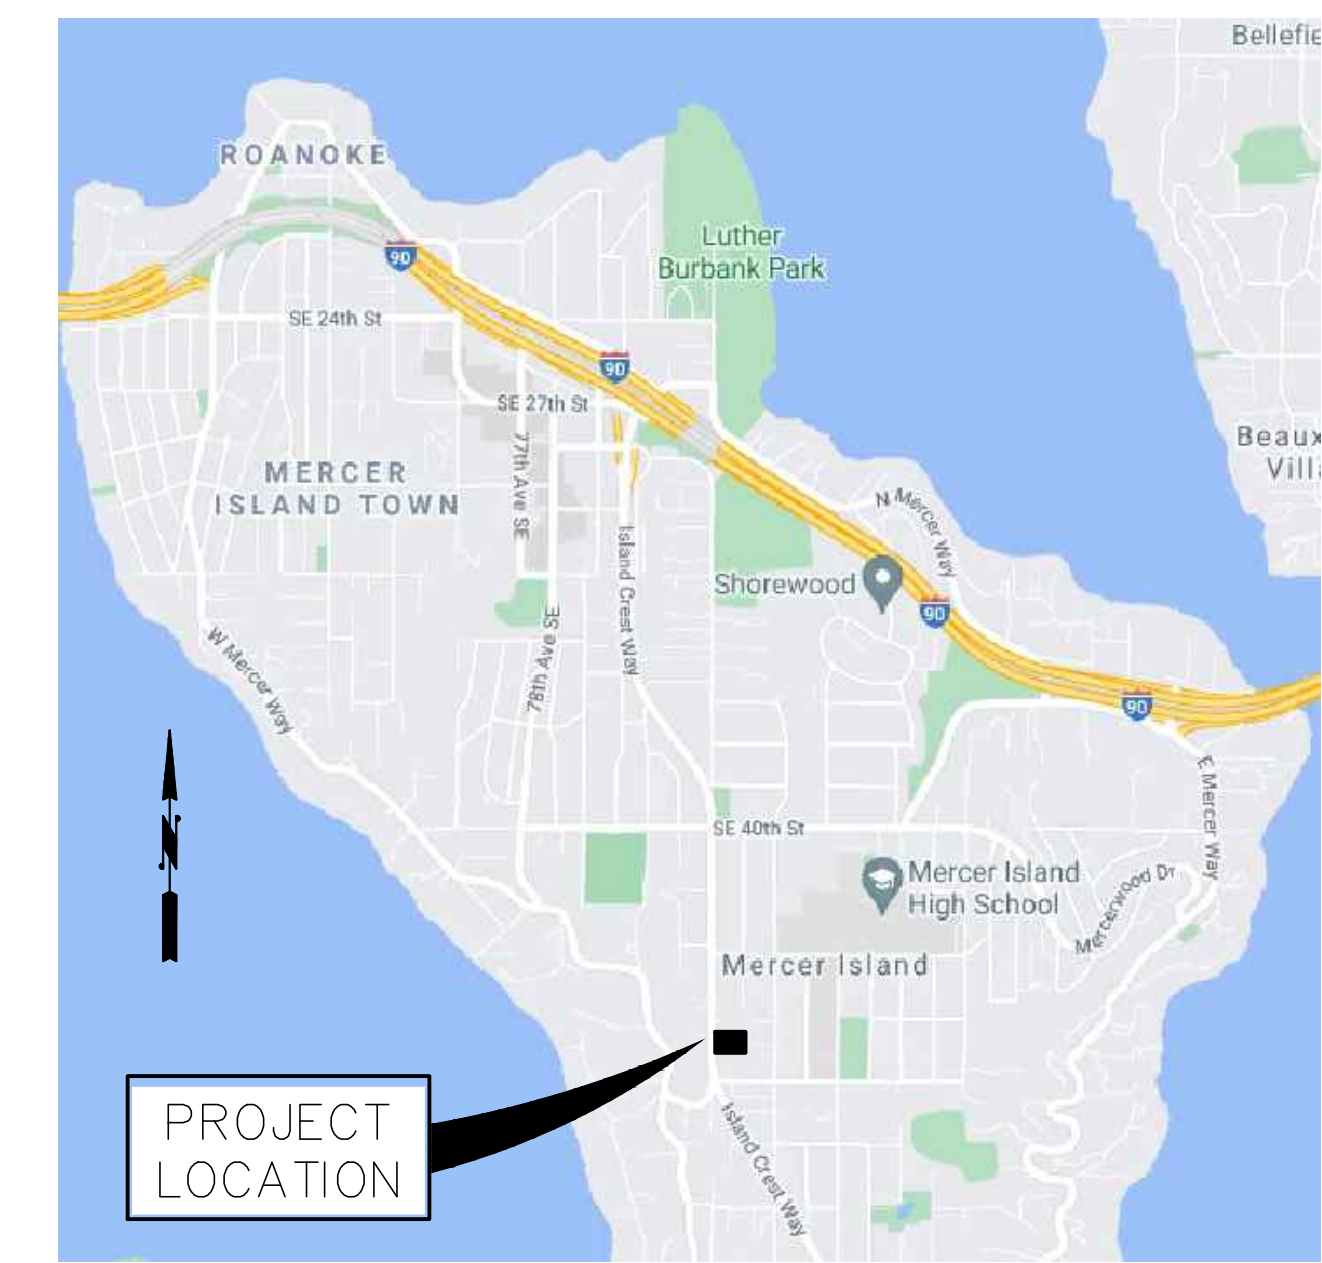 Bellefie
ROANOKE
Luther
Burbank Park
90
SE 24th St
90
SE 27th St
Beaux
Villa
MERCER
ISLAND TOWN
77th Ave SE
N Mercer Way
Island Crest Way
Shorewood
90
78th Ave SE
W Mercer Way
90
E Mercer Way
N
SE 40th St
Mercer Island
High School
Mercerwood Dr
Mercer Island
PROJECT
LOCATION
Island Crest Way